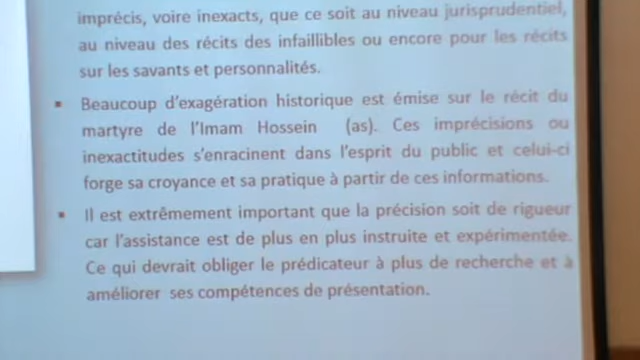 imprécis, voire inexacts, que ce soit au niveau jurisprudentiel,
au niveau des récits des infaillibles ou encore pour les récits
sur les savants et personnalités.
▪ Beaucoup d’exagération historique est émise sur le récit du
martyre de l’Imam Hossein (as). Ces imprécisions ou
inexactitudes s’enracinent dans l’esprit du public et celui-ci
forge sa croyance et sa pratique à partir de ces informations.
▪ Il est extrêmement important que la précision soit de rigueur
car l’assistance est de plus en plus instruite et expérimentée.
Ce qui devrait obliger le prédicateur à plus de recherche et à
améliorer ses compétences de présentation.